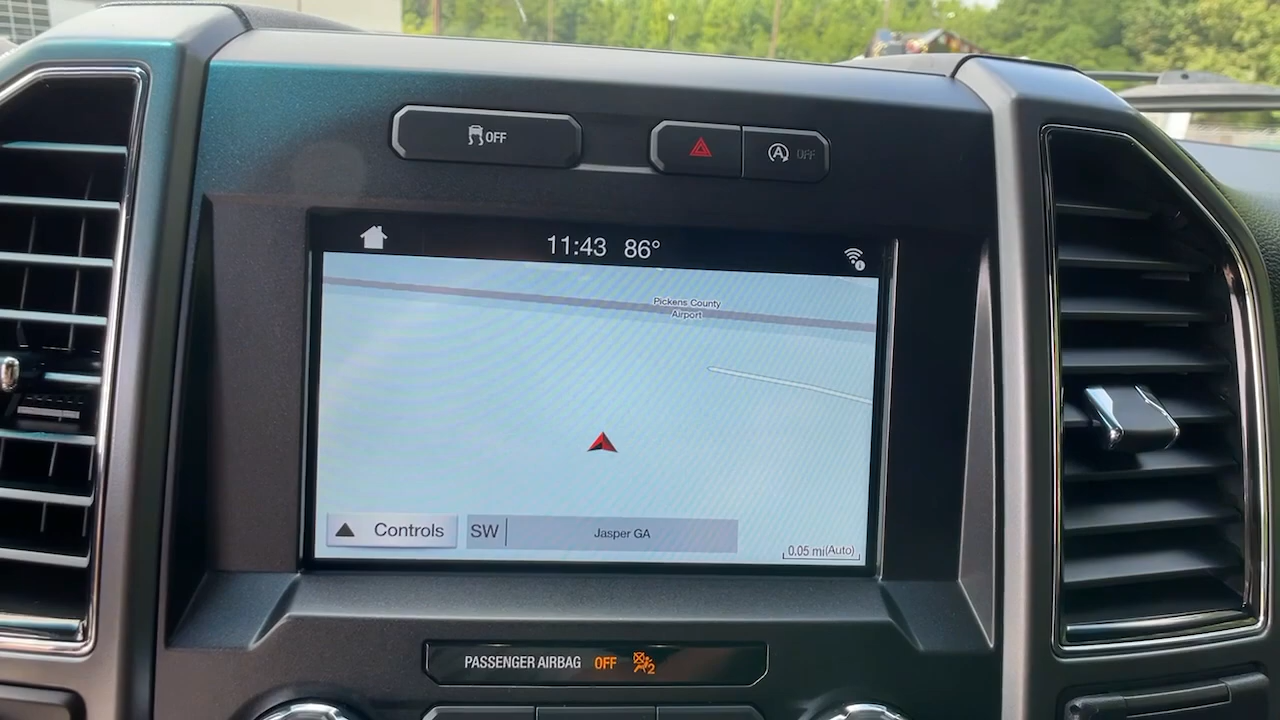 OFF
A OFF
11:43 86°
Pickens County
Airport
Controls
SW
Jasper GA
0.05 mi(Auto)
PASSENGER AIRBAG OFF 2